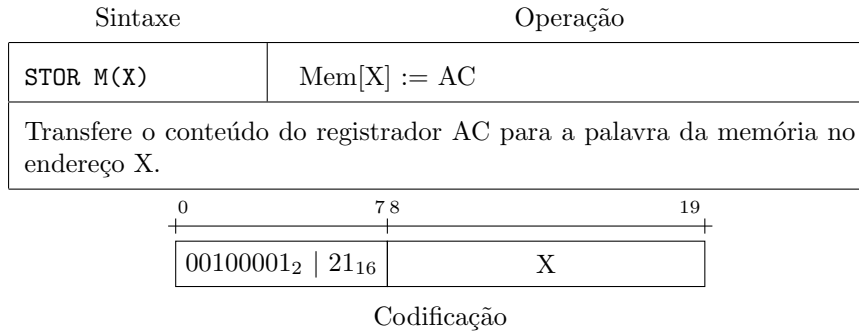 Sintaxe Operação
STOR M(X) Mem[X] := AC
Transfere o conteúdo do registrador AC para a palavra da memória no
endereço X.
0 7 8 19
00100001₂ | 21₁₆ X
Codificação